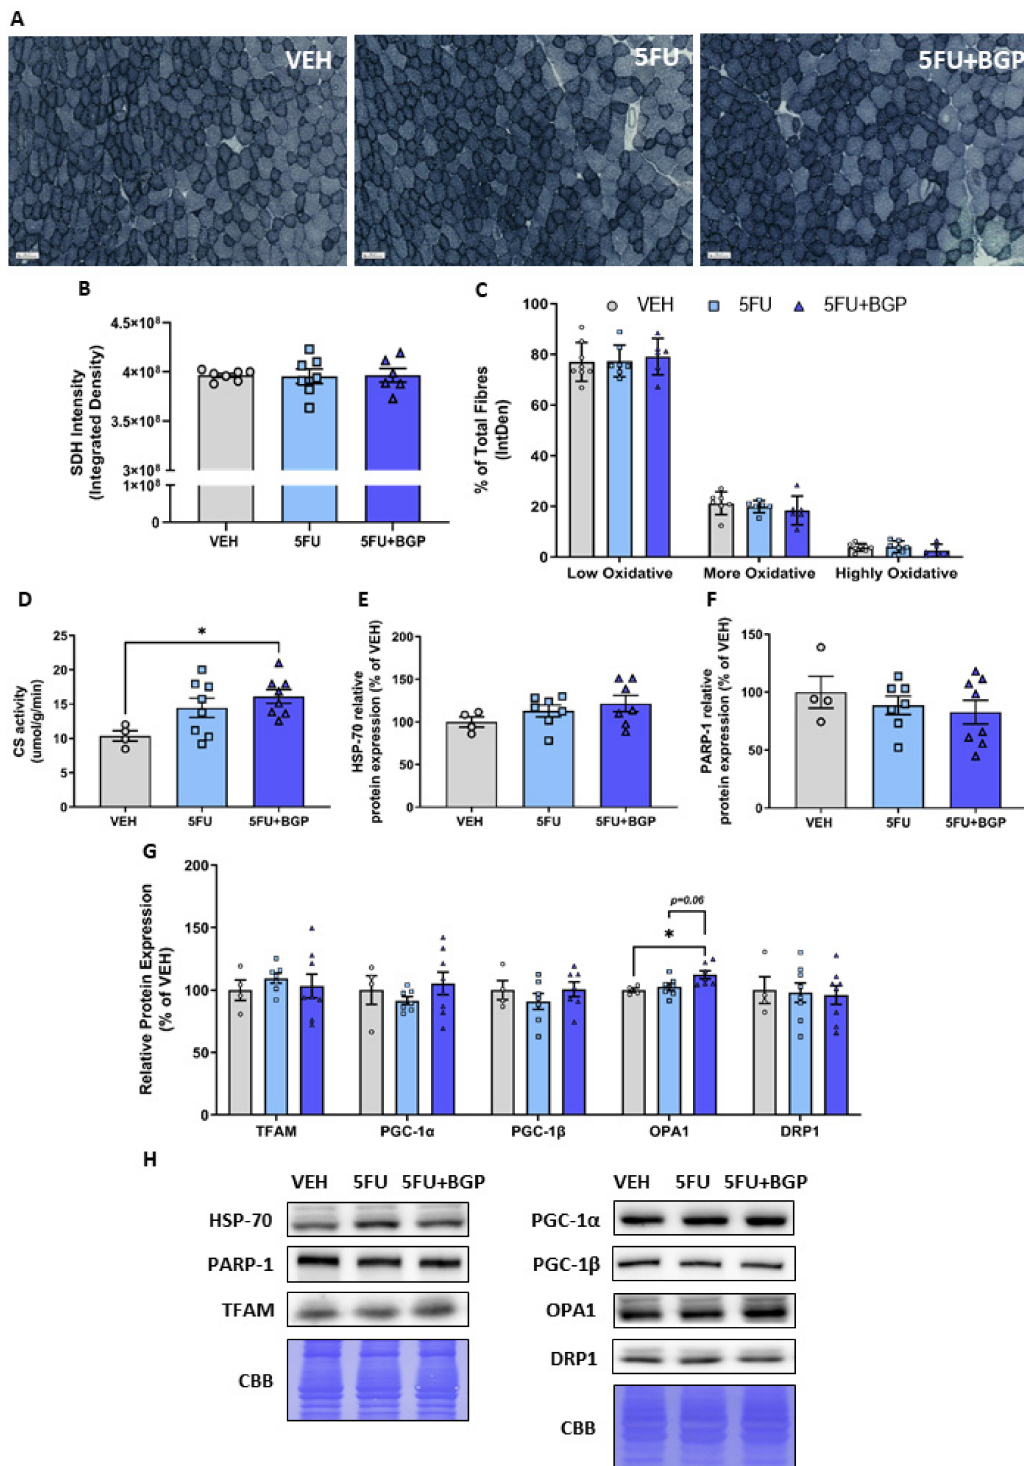 A
VEH
5FU
5FU+BGP
B
SDH Intensity
(Integrated Density)
4.5×10⁸
4×10⁸
3.5×10⁸
3×10⁸
1×10⁸
0
VEH
5FU
5FU+BGP
C
VEH
5FU
5FU+BGP
% of Total Fibres
(IntDen)
100
80
60
40
20
0
Low Oxidative
More Oxidative
Highly Oxidative
D
CS activity
(umol/g/min)
25
20
15
10
5
0
*
VEH
5FU
5FU+BGP
E
HSP-70 relative
protein expression (% of VEH)
200
150
100
50
0
VEH
5FU
5FU+BGP
F
PARP-1 relative
protein expression (% of VEH)
150
100
50
0
VEH
5FU
5FU+BGP
G
Relative Protein Expression
(% of VEH)
200
150
100
50
0
p=0.06
*
TFAM
PGC-1α
PGC-1β
OPA1
DRP1
H
VEH 5FU 5FU+BGP
HSP-70
PARP-1
TFAM
CBB
VEH 5FU 5FU+BGP
PGC-1α
PGC-1β
OPA1
DRP1
CBB